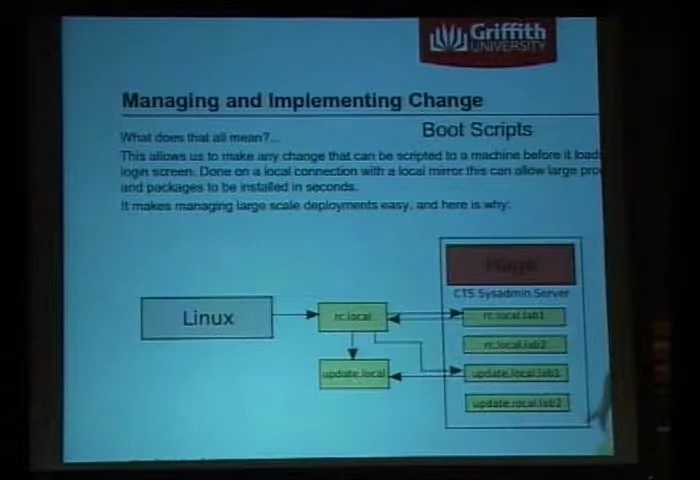 Griffith
UNIVERSITY
Managing and Implementing Change
Boot Scripts
What does that all mean?...
This allows us to make any change that can be scripted to a machine before it load
login screen. Done on a local connection with a local mirror this can allow large pro
and packages to be installed in seconds.
It makes managing large scale deployments easy, and here is why:
CTS Sysadmin Server
Linux
rc.local
rc.local.lab1
rc.local.lab2
update.local
update.local.lab1
update.local.lab2